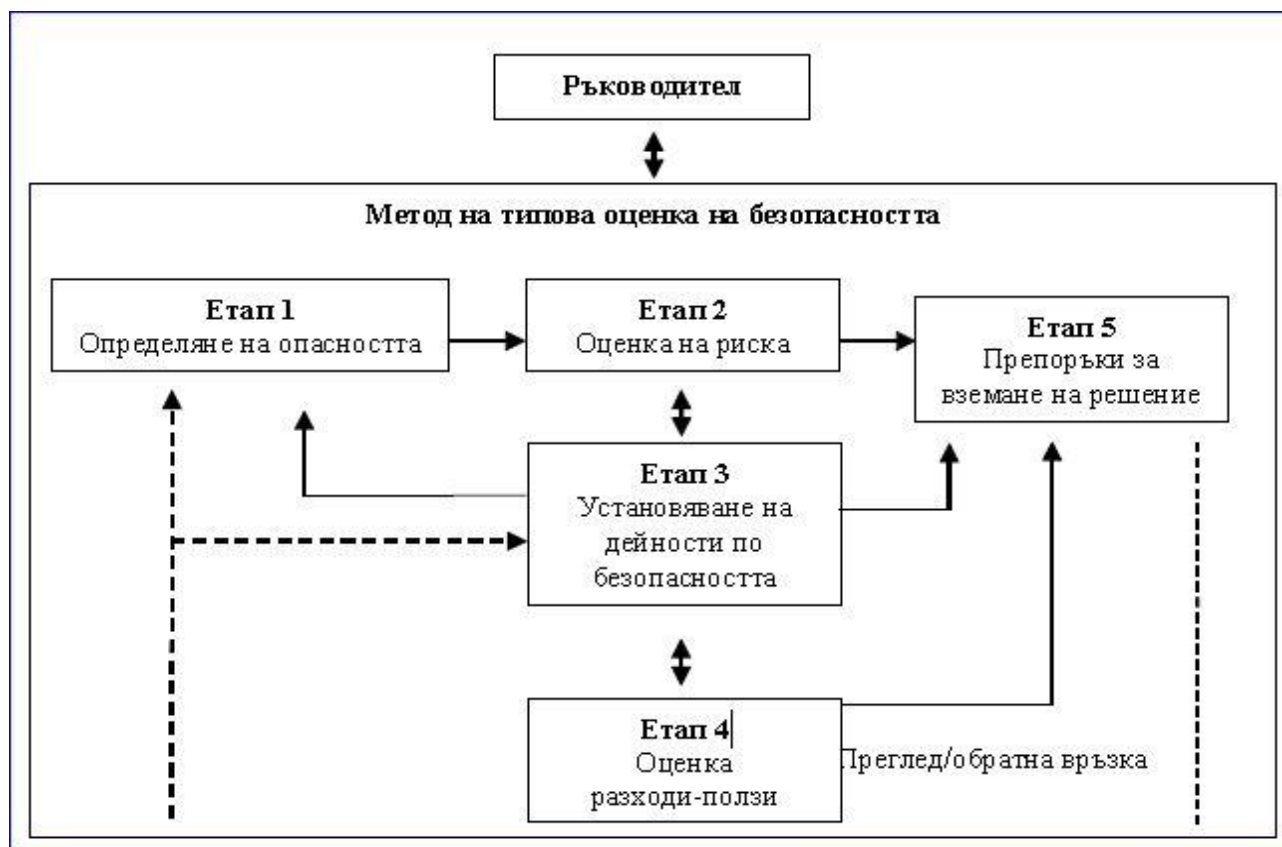 Ръководител
Метод на типова оценка на безопасността
Етап 1
Определяне на опасността
Етап 2
Оценка на риска
Етап 5
Препоръки за
вземане на решение
Етап 3
Установяване на
дейности по
безопасността
Етап 4
Оценка
разходи-ползи
Преглед/обратна връзка